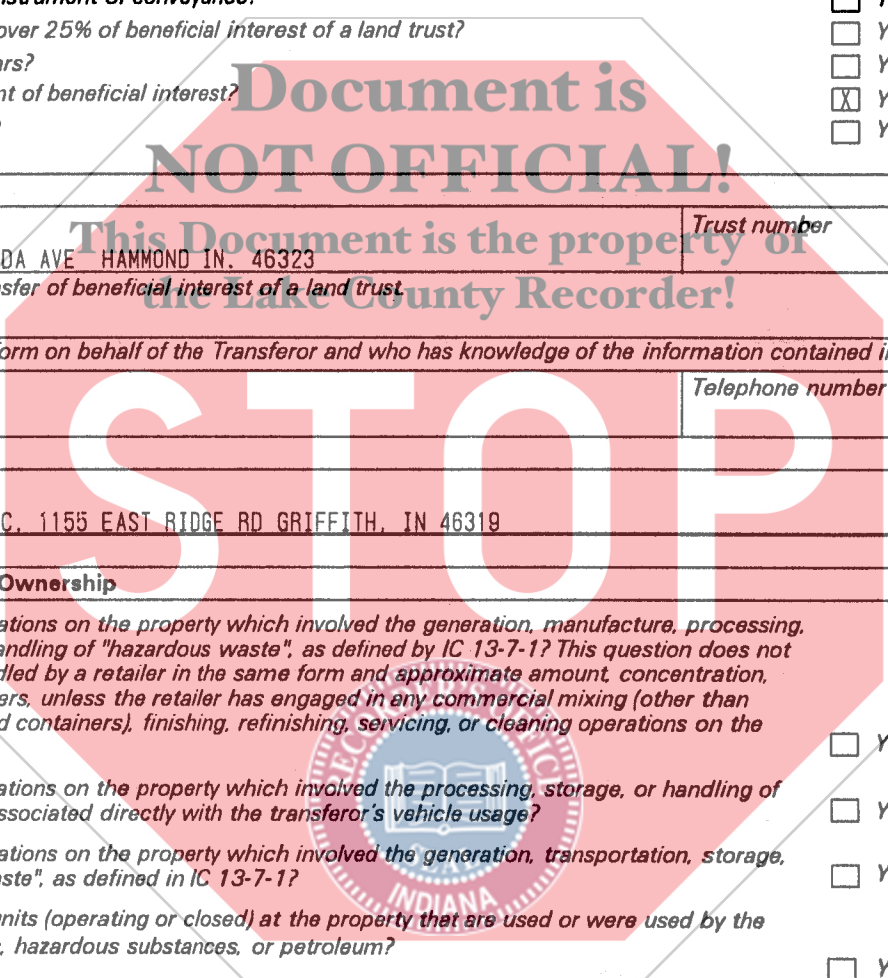 nstrument of conveyance?
over 25% of beneficial interest of a land trust? Y
ars? Y
nt of beneficial interest? X Y
? Y
Document is
NOT OFFICIAL!
This Document is the property of
the Lake County Recorder!
Trust number
DA AVE HAMMOND IN. 46323
sfer of beneficial interest of a land trust.
orm on behalf of the Transferor and who has knowledge of the information contained i
Telephone number
STOP
C. 1155 EAST RIDGE RD GRIFFITH, IN 46319
Ownership
ations on the property which involved the generation, manufacture, processing,
andling of "hazardous waste", as defined by IC 13-7-1? This question does not
dled by a retailer in the same form and approximate amount, concentration,
ers, unless the retailer has engaged in any commercial mixing (other than
d containers), finishing, refinishing, servicing, or cleaning operations on the
Y
ations on the property which involved the processing, storage, or handling of
ssociated directly with the transferor's vehicle usage? Y
ations on the property which involved the generation, transportation, storage,
ste", as defined in IC 13-7-1? Y
units (operating or closed) at the property that are used or were used by the
, hazardous substances, or petroleum?
Y
RECORDER'S OFFICE
SEAL
INDIANA